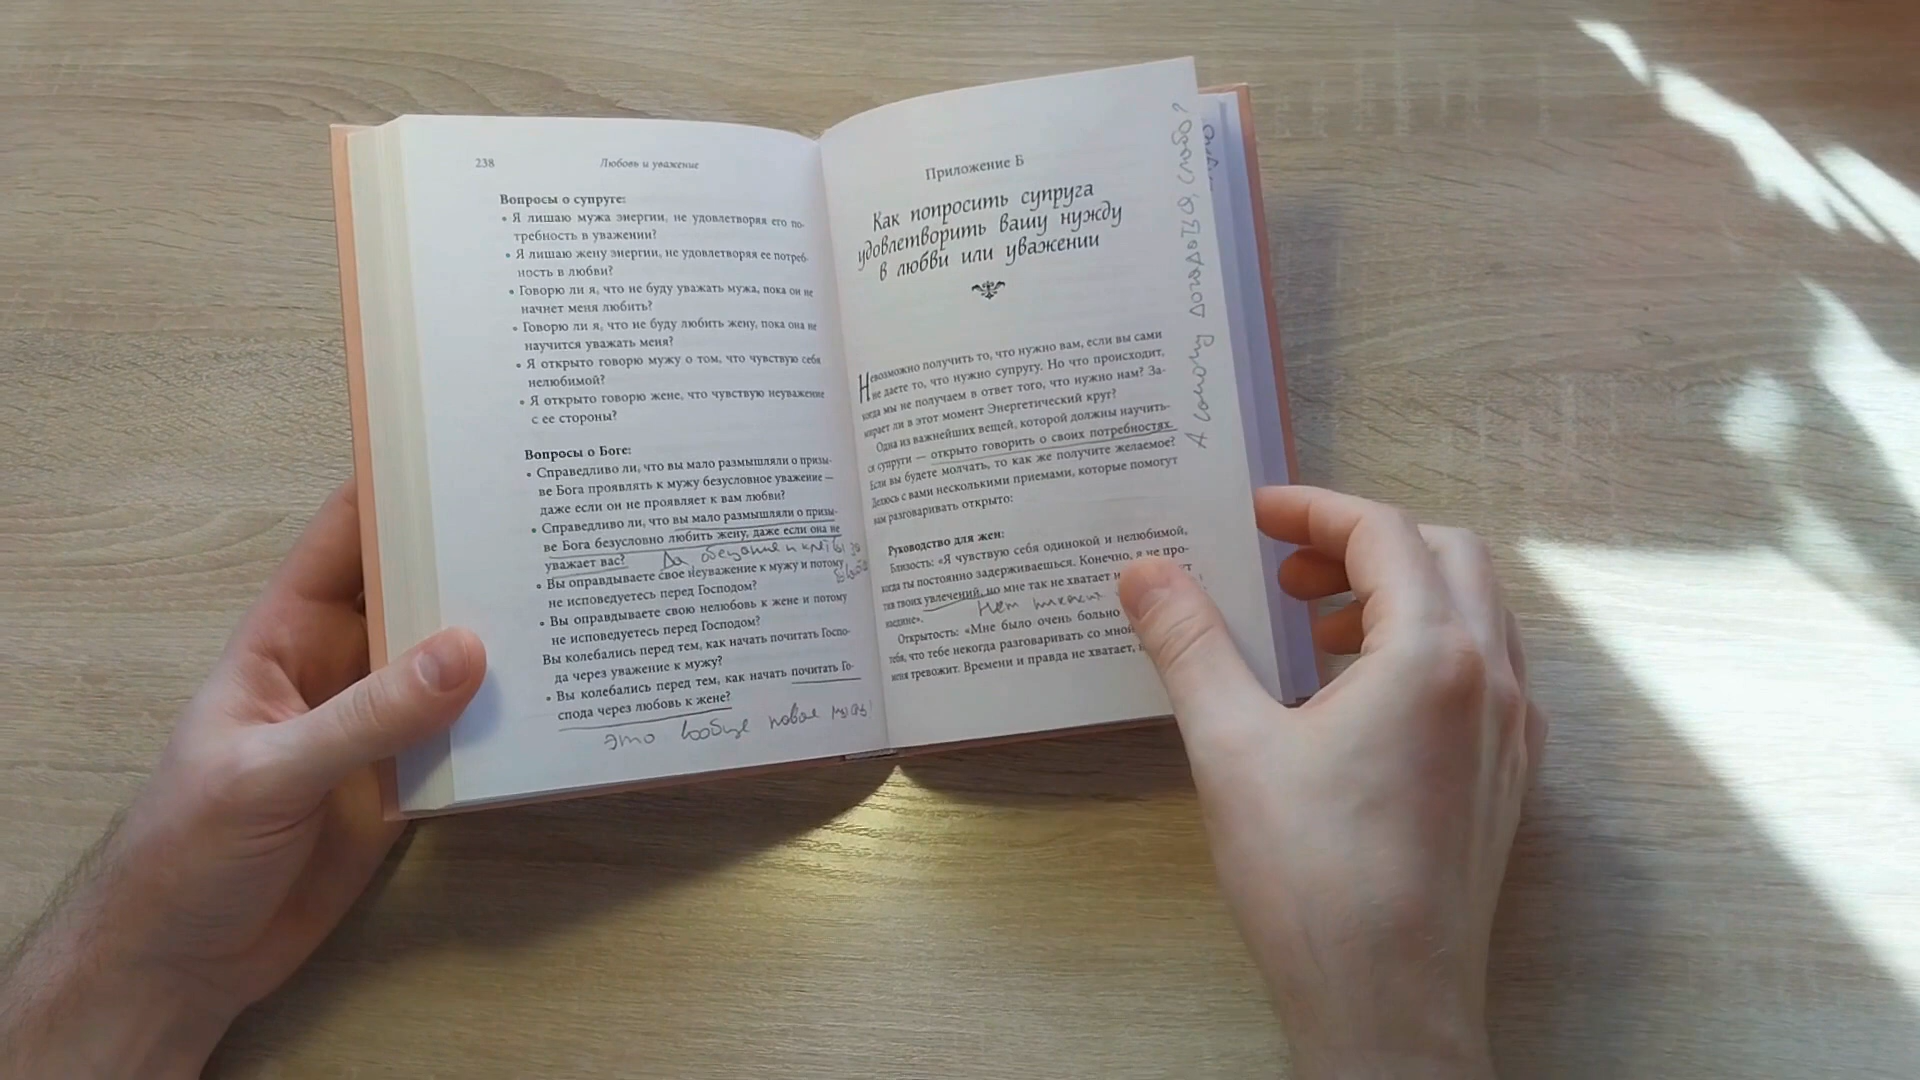 238
Любовь и уважение
Вопросы о супруге:
• Я лишаю мужа энергии, не удовлетворяя его по-
требность в уважении?
• Я лишаю жену энергии, не удовлетворяя ее потреб-
ность в любви?
• Говорю ли я, что не буду уважать мужа, пока он не
начнет меня любить?
• Говорю ли я, что не буду любить жену, пока она не
научится уважать меня?
• Я открыто говорю мужу о том, что чувствую себя
нелюбимой?
• Я открыто говорю жене, что чувствую неуважение
с ее стороны?
Вопросы о Боге:
• Справедливо ли, что вы мало размышляли о призы-
ве Бога проявлять к мужу безусловное уважение —
даже если он не проявляет к вам любви?
• Справедливо ли, что вы мало размышляли о призы-
ве Бога безусловно любить жену, даже если она не
уважает вас?
Да, обещание и клятвы
• Вы оправдываете свое неуважение к мужу и потому
не исповедуетесь перед Господом?
• Вы оправдываете свою нелюбовь к жене и потому
не исповедуетесь перед Господом?
Вы колебались перед тем, как начать почитать Госпо-
да через уважение к мужу?
• Вы колебались перед тем, как начать почитать Го-
спода через любовь к жене?
это вообще новая мысль!
Приложение Б
Как попросить супруга
удовлетворить вашу нужду
в любви или уважении
Невозможно получить то, что нужно вам, если вы сами
не даете то, что нужно супругу. Но что происходит,
когда мы не получаем в ответ того, что нужно нам? За-
мирает ли в этот момент Энергетический круг?
Одна из важнейших вещей, которой должны научить-
ся супруги — открыто говорить о своих потребностях.
Если вы будете молчать, то как же получите желаемое?
Делюсь с вами несколькими приемами, которые помогут
вам разговаривать открыто:
Руководство для жен:
Близость: «Я чувствую себя одинокой и нелюбимой,
когда ты постоянно задерживаешься. Конечно, я не про-
тив твоих увлечений, но мне так не хватает
Нет
наедине».
Открытость: «Мне было очень больно
тебя, что тебе некогда разговаривать со мной
меня тревожит. Времени и правда не хватает,
А самому догадаться, слабо?